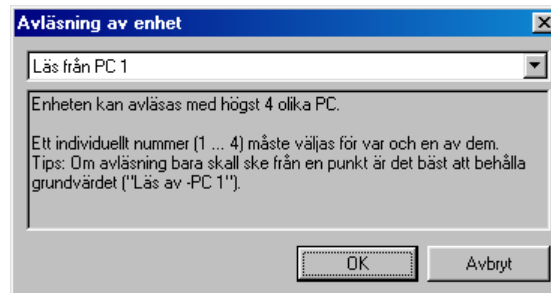 Avläsning av enhet
Läs från PC 1
Enheten kan avläsas med högst 4 olika PC.
Ett individuellt nummer (1 ... 4) måste väljas för var och en av dem.
Tips: Om avläsning bara skall ske från en punkt är det bäst att behålla
grundvärdet ("Läs av -PC 1").
OK
Avbryt